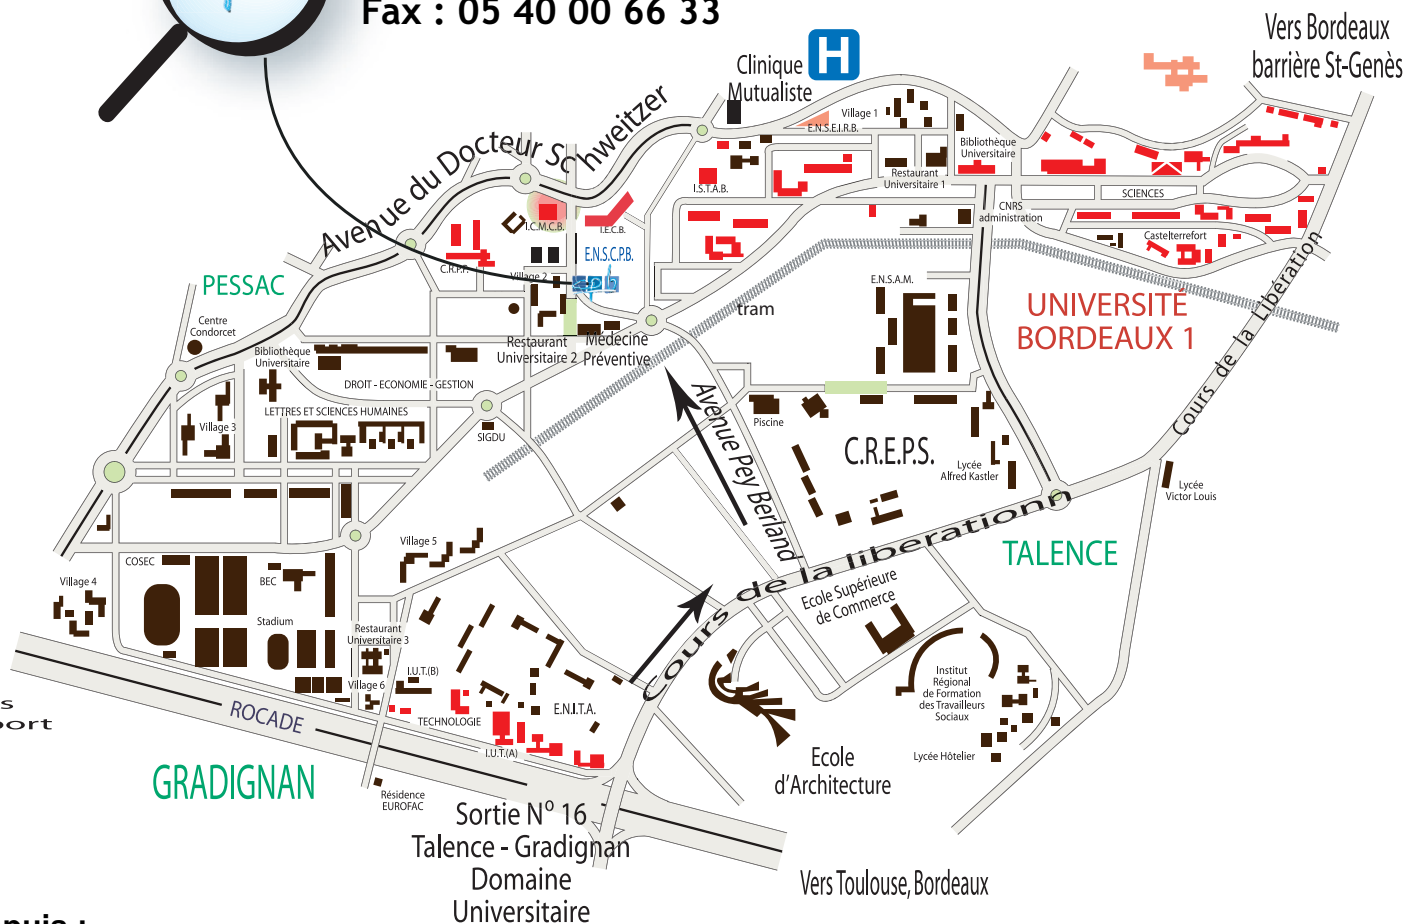 Fax : 05 40 00 66 33
Vers Bordeaux
barrière St-Genès
Clinique
Mutualiste
H
Avenue du Docteur Schweitzer
Village 1
E.N.S.E.I.R.B.
Bibliothèque
Universitaire
Restaurant
Universitaire 1
I.S.T.A.B.
SCIENCES
CNRS
administration
I.C.M.C.B.
I.E.C.B.
Castelterrefort
E.N.S.C.P.B.
C.R.P.P.
Village 2
PESSAC
E.N.S.A.M.
UNIVERSITÉ
BORDEAUX 1
Cours de la Libération
tram
Centre
Condorcet
Restaurant
Universitaire 2
Médecine
Préventive
Bibliothèque
Universitaire
DROIT - ECONOMIE - GESTION
LETTRES ET SCIENCES HUMAINES
Village 3
SIGDU
Avenue Pey Berland
Piscine
C.R.E.P.S.
Lycée
Alfred Kastler
Lycée
Victor Louis
Cours de la liberationn
TALENCE
Village 5
COSEC
BEC
Village 4
Stadium
Ecole Supérieure
de Commerce
Restaurant
Universitaire 3
I.U.T.(B)
Village 6
Institut
Régional
de Formation
des Travailleurs
Sociaux
ROCADE
TECHNOLOGIE
E.N.I.T.A.
I.U.T.(A)
Lycée Hôtelier
Ecole
d'Architecture
GRADIGNAN
Résidence
EUROFAC
Sortie N° 16
Talence - Gradignan
Domaine
Universitaire
Vers Toulouse, Bordeaux
s
port
puis :